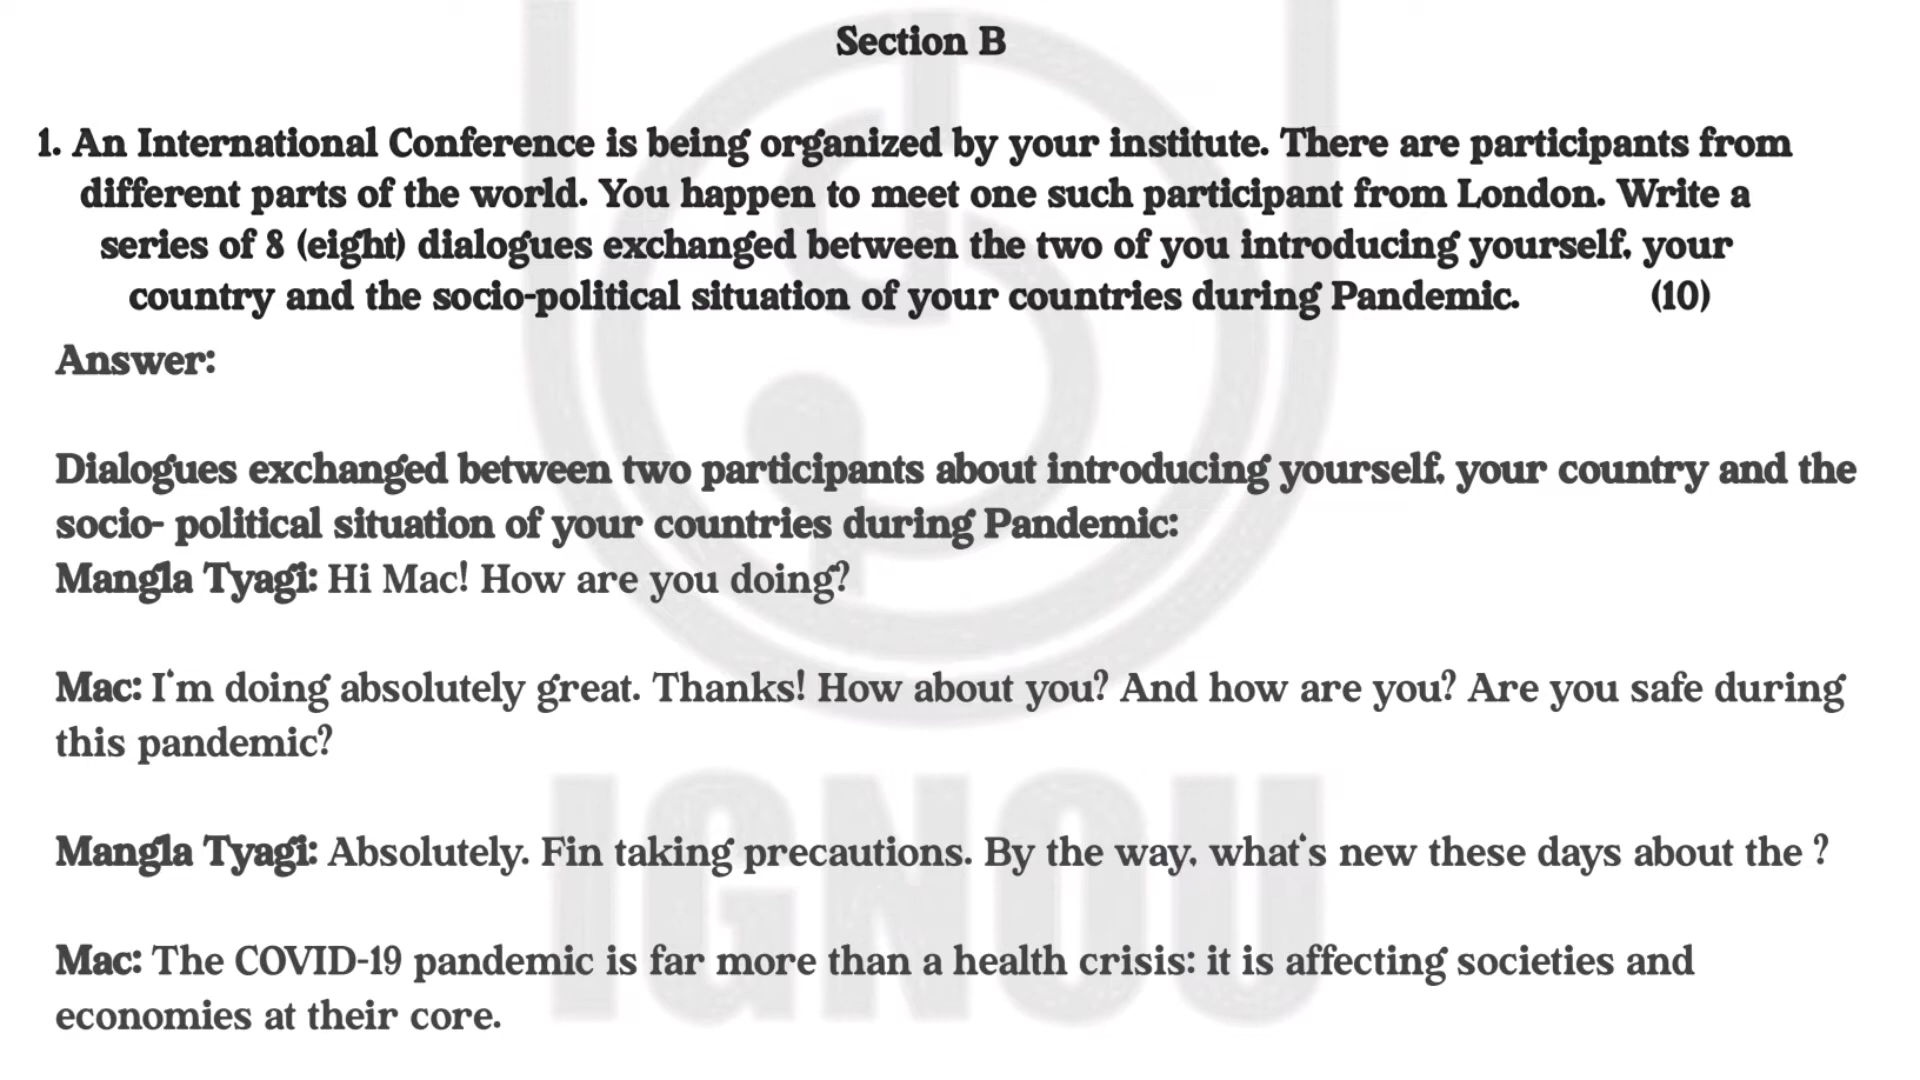 Section B
1. An International Conference is being organized by your institute. There are participants from
different parts of the world. You happen to meet one such participant from London. Write a
series of 8 (eight) dialogues exchanged between the two of you introducing yourself, your
country and the socio-political situation of your countries during Pandemic. (10)
Answer:
Dialogues exchanged between two participants about introducing yourself, your country and the
socio- political situation of your countries during Pandemic:
Mangla Tyagi: Hi Mac! How are you doing?
Mac: I'm doing absolutely great. Thanks! How about you? And how are you? Are you safe during
this pandemic?
Mangla Tyagi: Absolutely. Fin taking precautions. By the way, what's new these days about the ?
Mac: The COVID-19 pandemic is far more than a health crisis: it is affecting societies and
economies at their core.
IGNOU